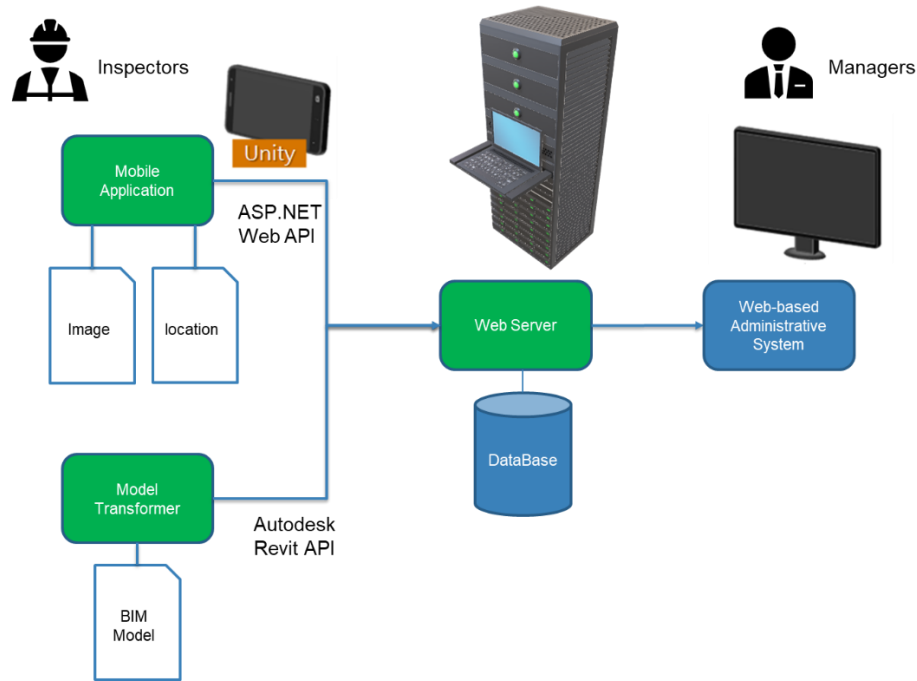 Inspectors
Managers
Unity
Mobile
Application
ASP.NET
Web API
Image
location
Web Server
Web-based
Administrative
System
DataBase
Model
Transformer
Autodesk
Revit API
BIM
Model